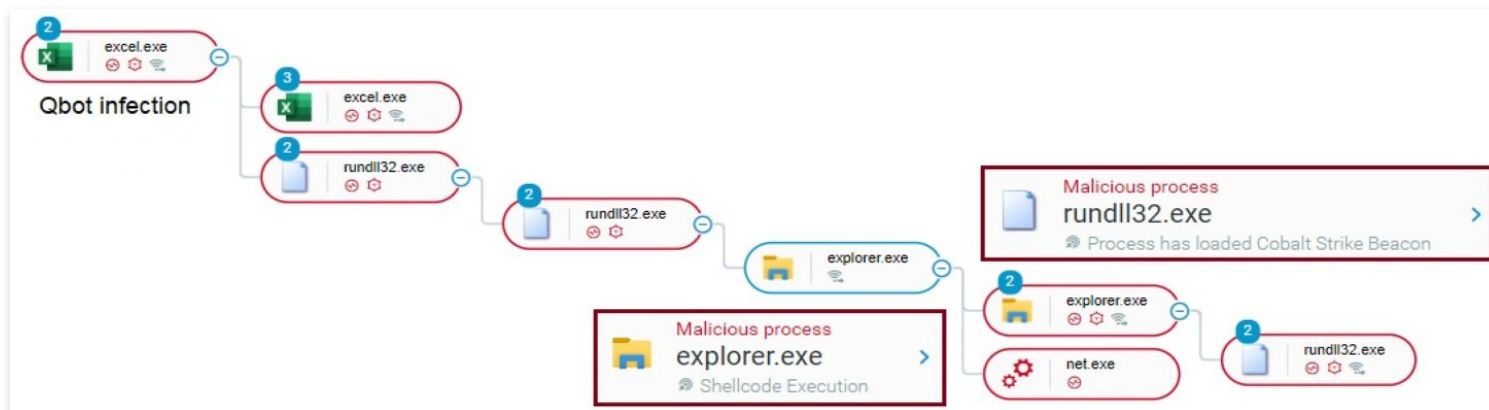 2
excel.exe
Qbot infection
3
excel.exe
2
rundll32.exe
2
rundll32.exe
explorer.exe
Malicious process
rundll32.exe
Process has loaded Cobalt Strike Beacon
Malicious process
explorer.exe
Shellcode Execution
2
explorer.exe
net.exe
2
rundll32.exe